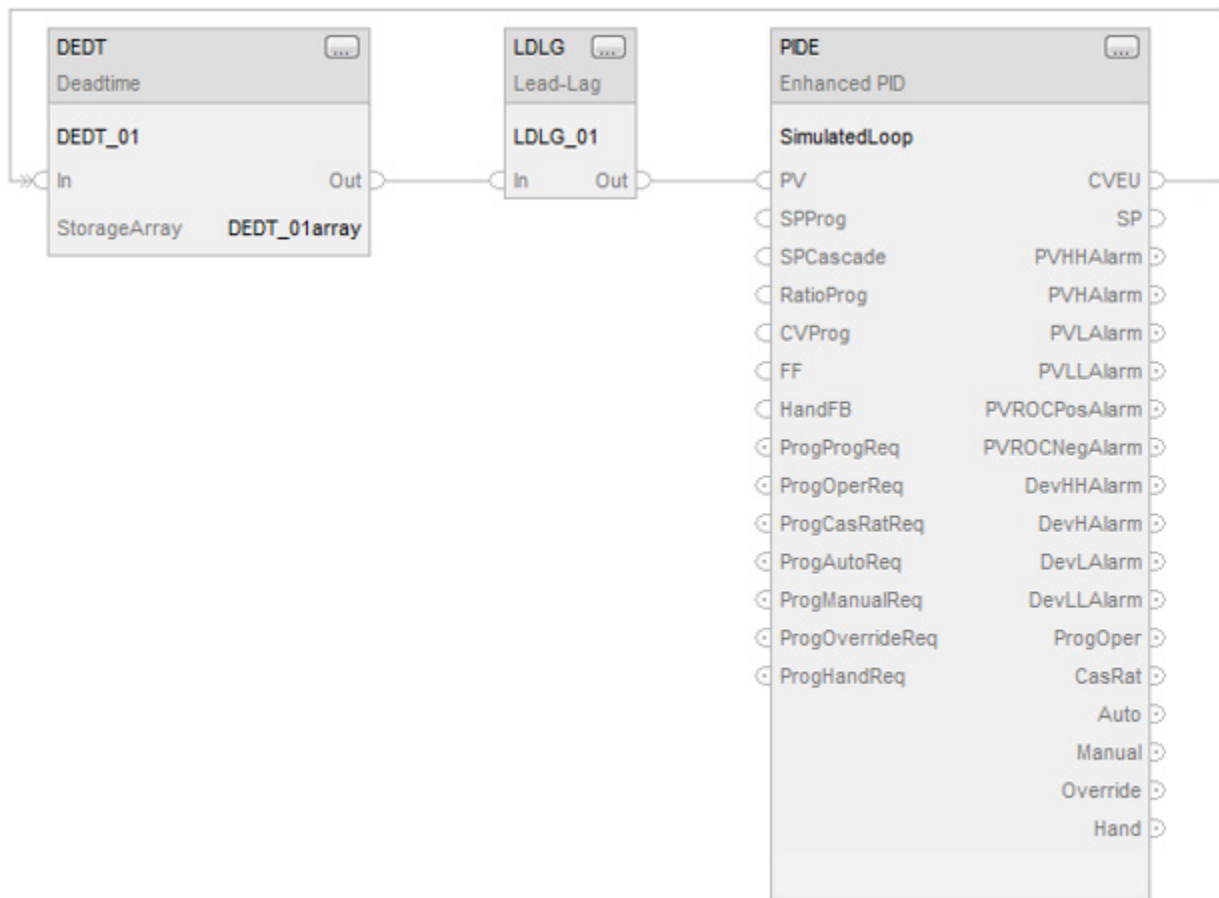 DEDT ...
Deadtime
DEDT_01
In Out
StorageArray DEDT_01array
LDLG ...
Lead-Lag
LDLG_01
In Out
PIDE ...
Enhanced PID
SimulatedLoop
PV CVEU
SPProg SP
SPCascade PVHHAlarm
RatioProg PVHAlarm
CVProg PVLAlarm
FF PVLLAlarm
HandFB PVROCPosAlarm
ProgProgReq PVROCNegAlarm
ProgOperReq DevHHAlarm
ProgCasRatReq DevHAlarm
ProgAutoReq DevLAlarm
ProgManualReq DevLLAlarm
ProgOverrideReq ProgOper
ProgHandReq CasRat
Auto
Manual
Override
Hand